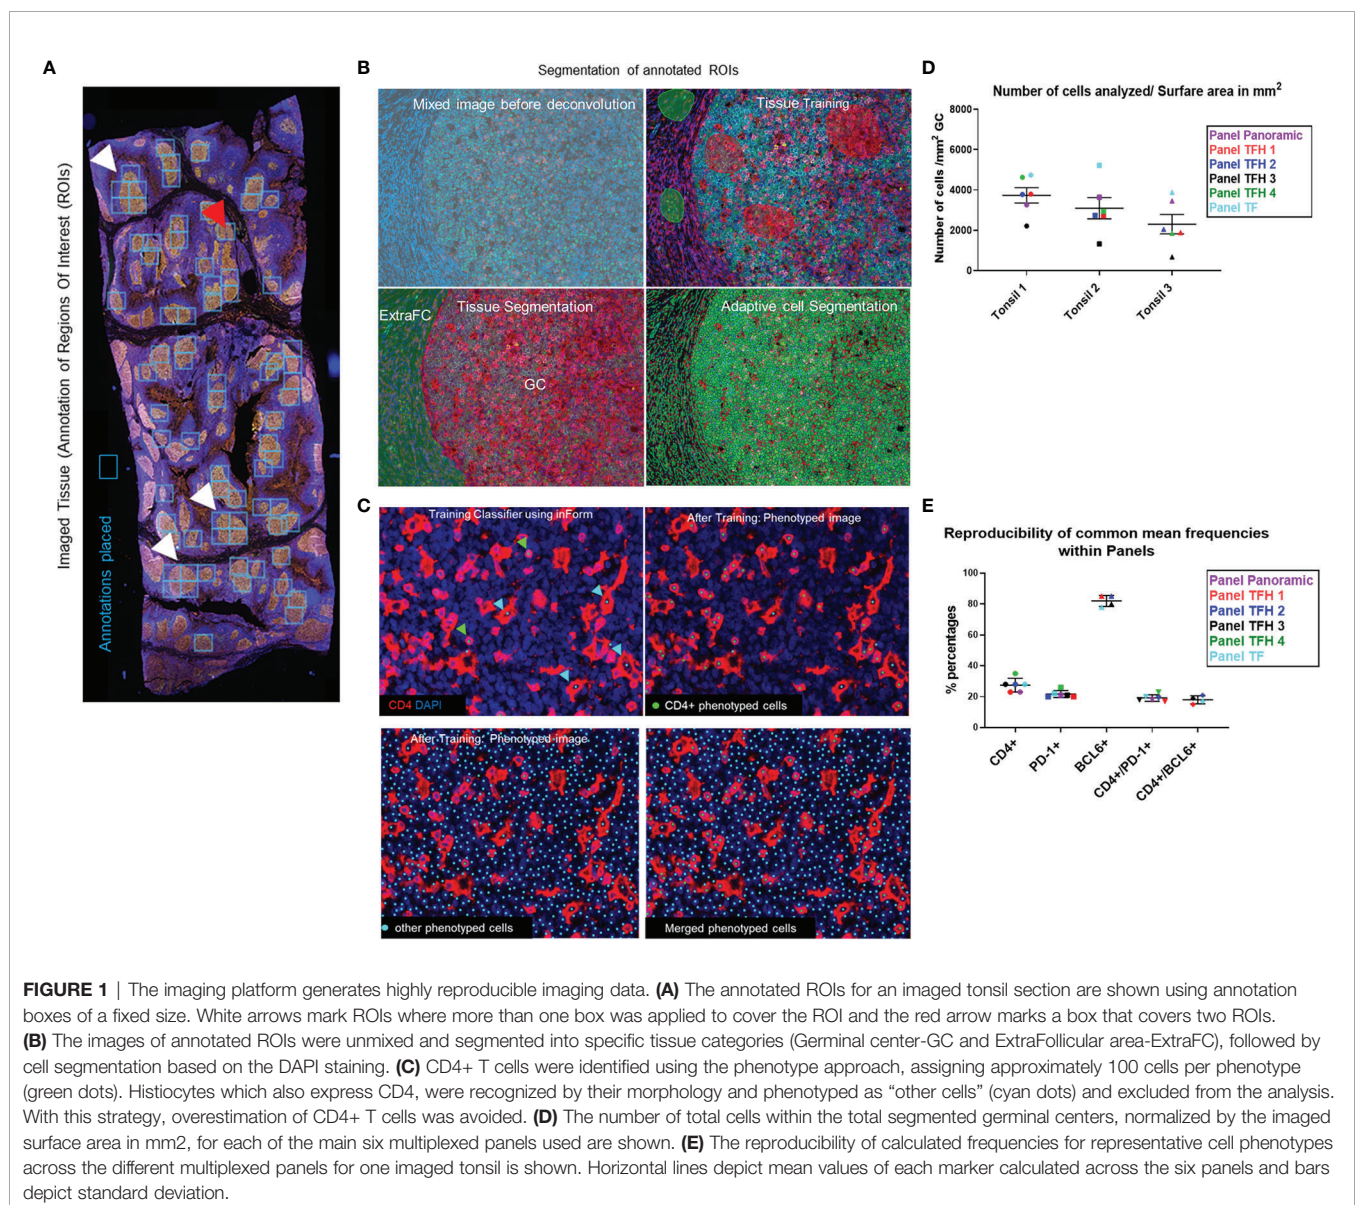 A
Imaged Tissue (Annotation of Regions Of Interest (ROIs)
Annotations placed
B
Segmentation of annotated ROIs
Mixed image before deconvolution
Tissue Training
ExtraFC
Tissue Segmentation
GC
Adaptive cell Segmentation
C
Training Classifier using inForm
CD4 DAPI
After Training: Phenotyped image
CD4+ phenotyped cells
After Training: Phenotyped image
other phenotyped cells
Merged phenotyped cells
D
Number of cells analyzed/ Surfare area in mm2
Number of cells /mm2 GC
8000
6000
4000
2000
0
Tonsil 1
Tonsil 2
Tonsil 3
Panel Panoramic
Panel TFH 1
Panel TFH 2
Panel TFH 3
Panel TFH 4
Panel TF
E
Reproducibility of common mean frequencies
within Panels
% percentages
100
80
60
40
20
0
CD4+
PD-1+
BCL6+
CD4+/PD-1+
CD4+/BCL6+
Panel Panoramic
Panel TFH 1
Panel TFH 2
Panel TFH 3
Panel TFH 4
Panel TF
FIGURE 1 | The imaging platform generates highly reproducible imaging data. (A) The annotated ROIs for an imaged tonsil section are shown using annotation
boxes of a fixed size. White arrows mark ROIs where more than one box was applied to cover the ROI and the red arrow marks a box that covers two ROIs.
(B) The images of annotated ROIs were unmixed and segmented into specific tissue categories (Germinal center-GC and ExtraFollicular area-ExtraFC), followed by
cell segmentation based on the DAPI staining. (C) CD4+ T cells were identified using the phenotype approach, assigning approximately 100 cells per phenotype
(green dots). Histiocytes which also express CD4, were recognized by their morphology and phenotyped as “other cells” (cyan dots) and excluded from the analysis.
With this strategy, overestimation of CD4+ T cells was avoided. (D) The number of total cells within the total segmented germinal centers, normalized by the imaged
surface area in mm2, for each of the main six multiplexed panels used are shown. (E) The reproducibility of calculated frequencies for representative cell phenotypes
across the different multiplexed panels for one imaged tonsil is shown. Horizontal lines depict mean values of each marker calculated across the six panels and bars
depict standard deviation.